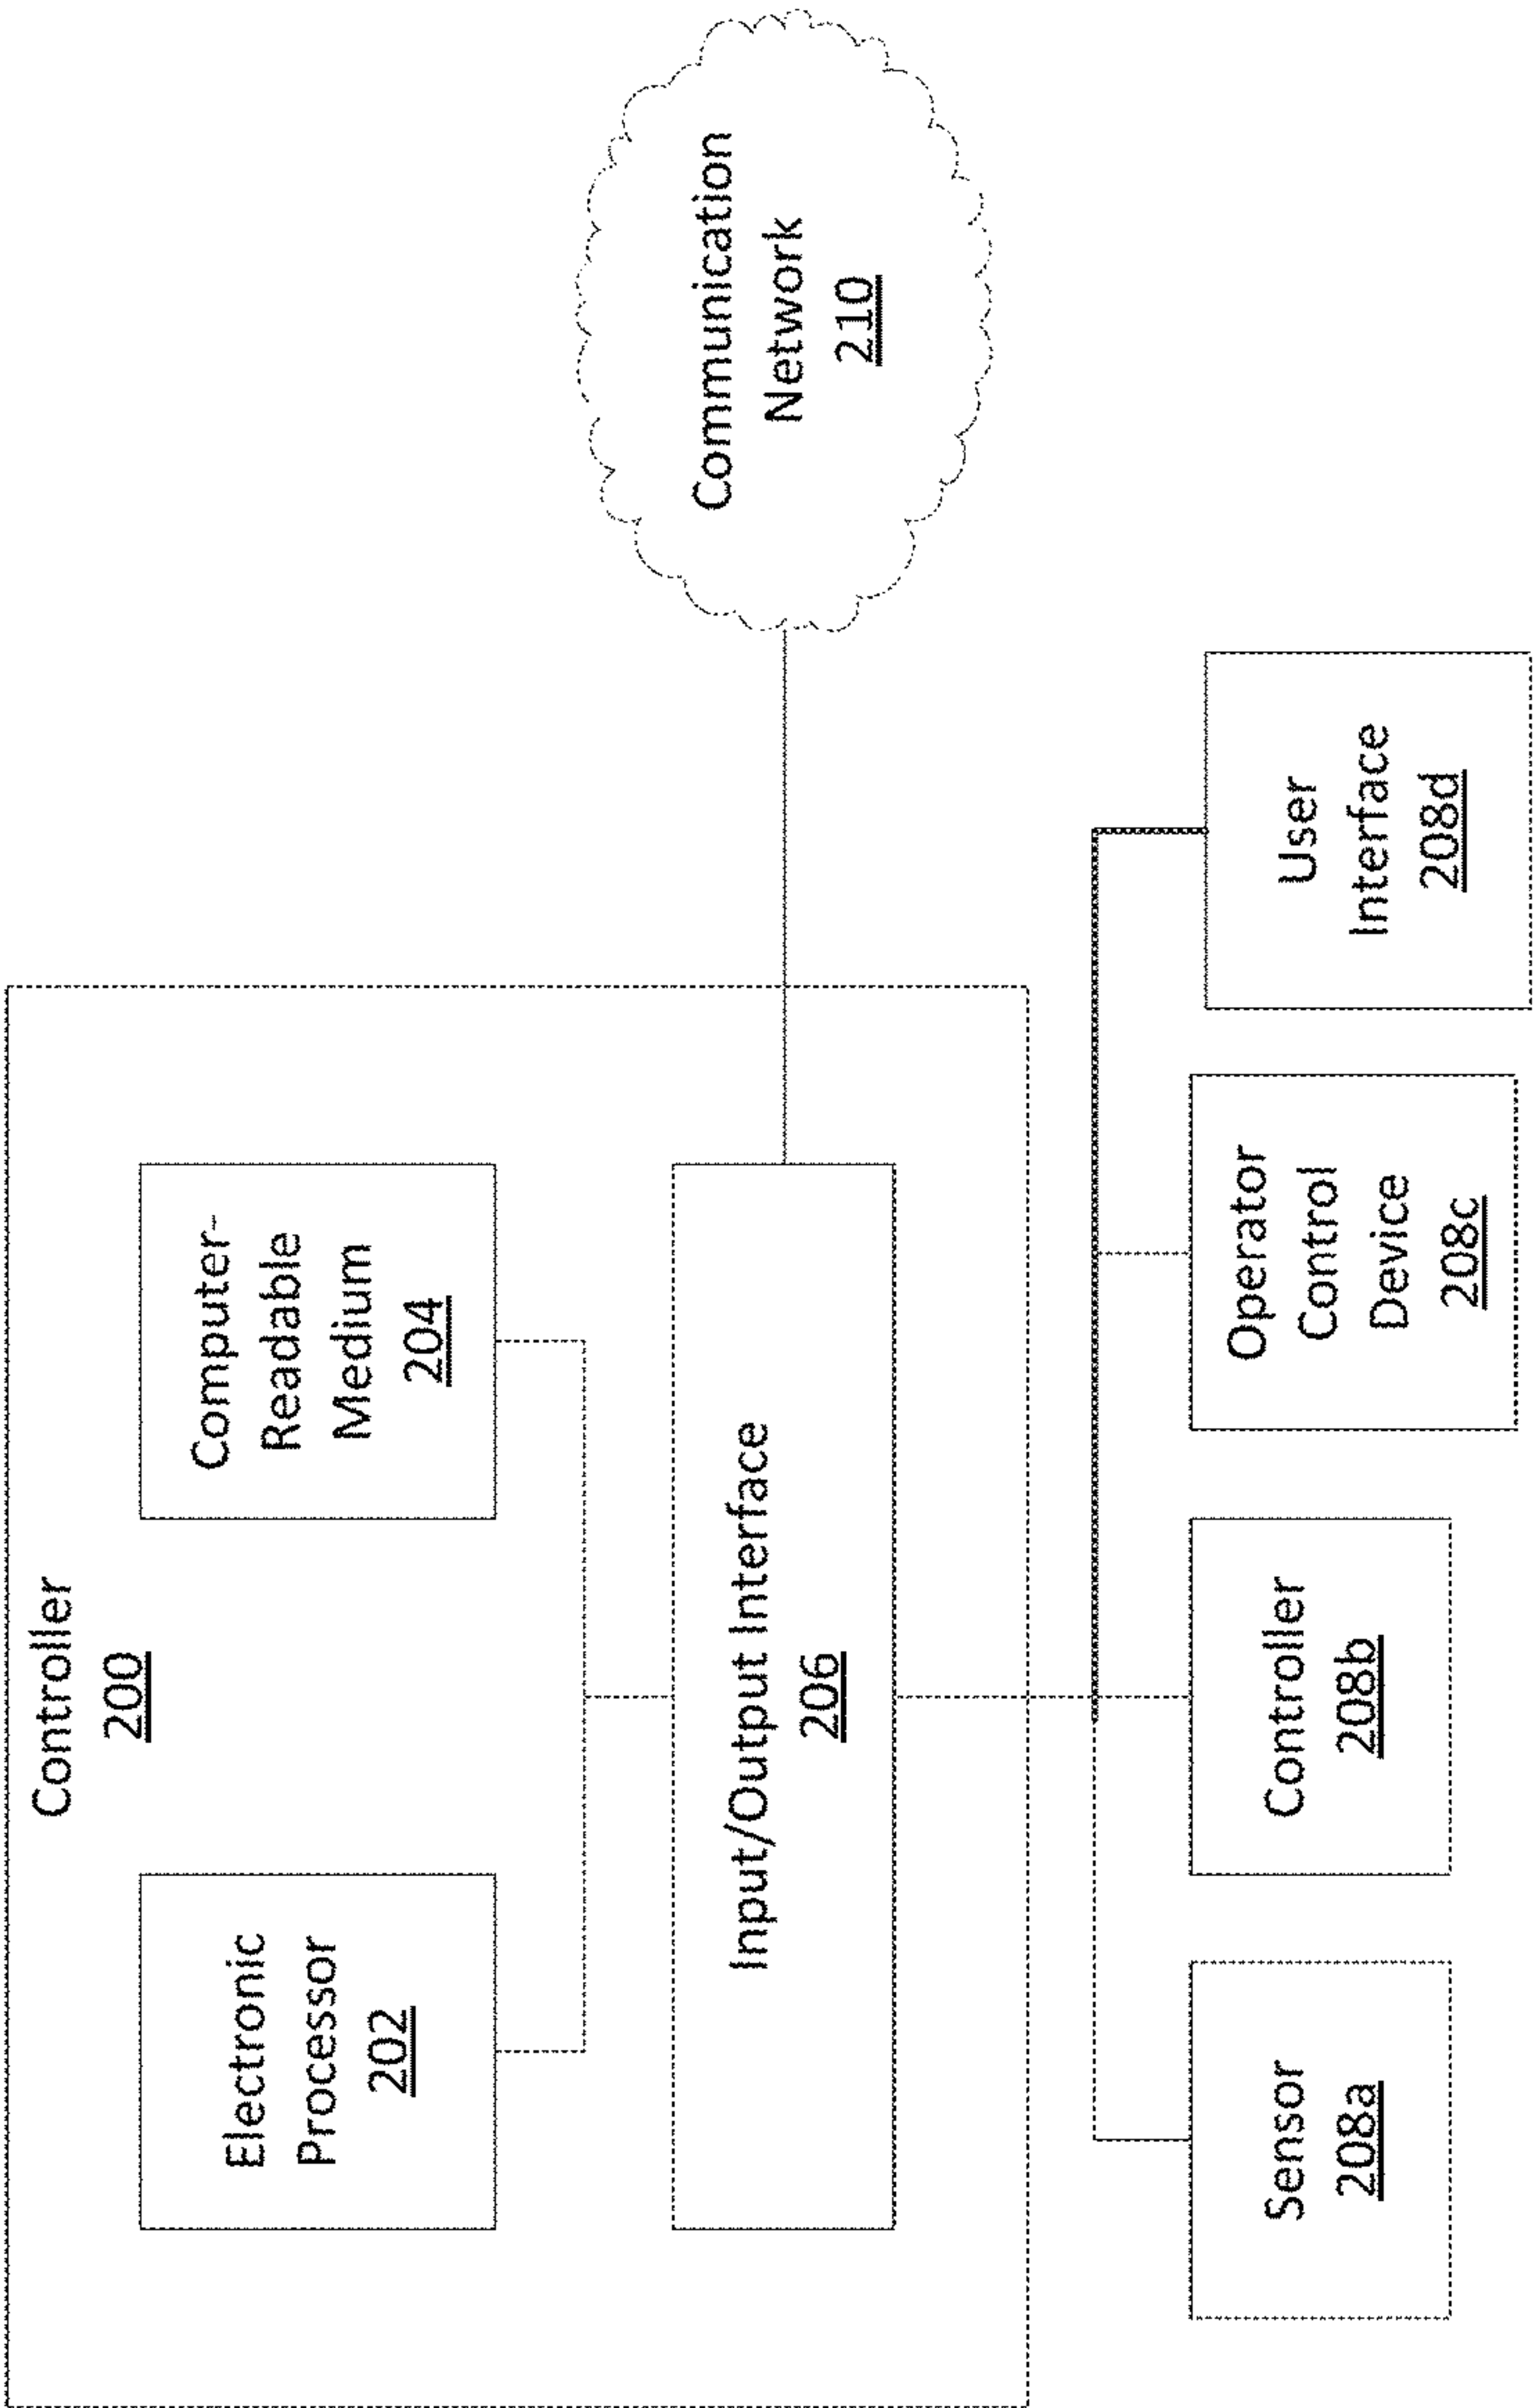 Controller
200
Electronic
Processor
202
Computer-
Readable
Medium
204
Input/Output Interface
206
Communication
Network
210
Sensor
208a
Controller
208b
Operator
Control
Device
208c
User
Interface
208d